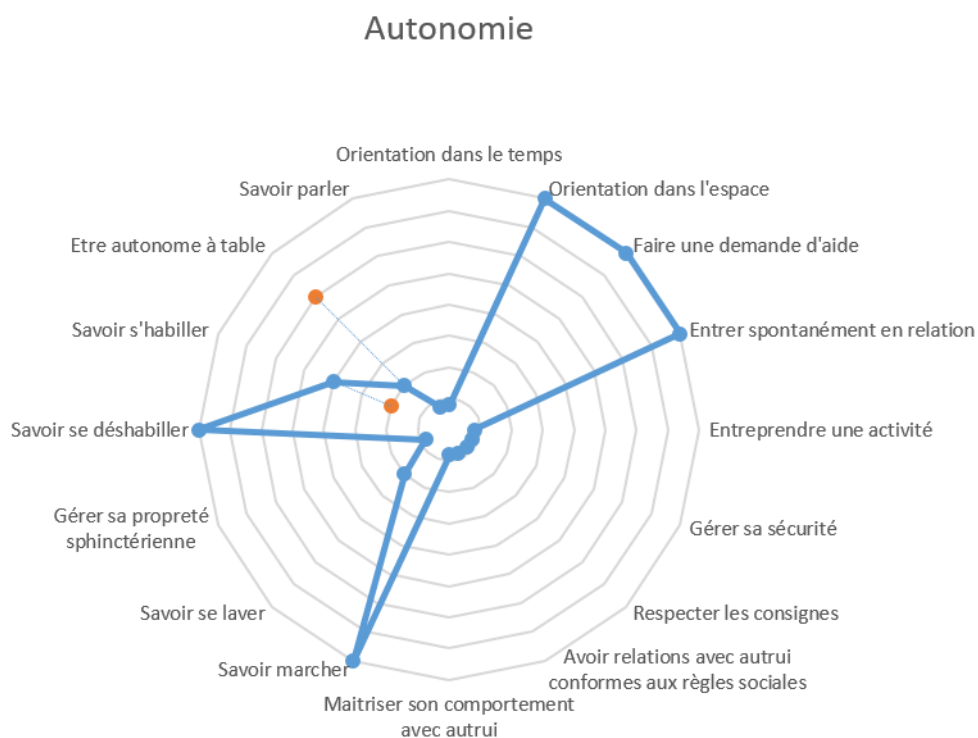 Autonomie
Orientation dans le temps
Orientation dans l'espace
Faire une demande d'aide
Entrer spontanément en relation
Entreprendre une activité
Gérer sa sécurité
Respecter les consignes
Avoir relations avec autrui
conformes aux règles sociales
Maitriser son comportement
avec autrui
Savoir marcher
Savoir se laver
Gérer sa propreté
sphinctérienne
Savoir se déshabiller
Savoir s'habiller
Etre autonome à table
Savoir parler